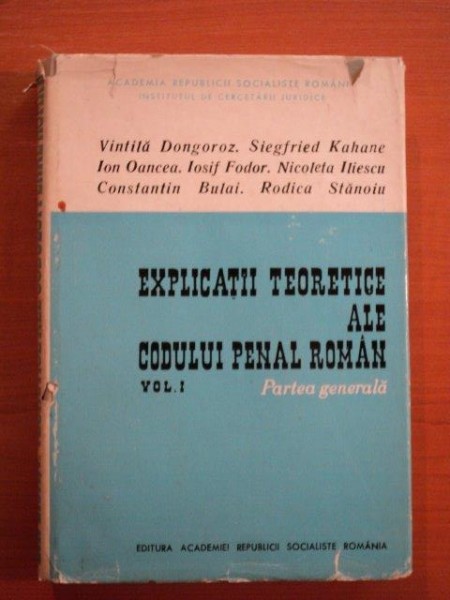 ACADEMIA REPUBLICII SOCIALISTE ROMÂNIA
INSTITUTUL DE CERCETĂRI JURIDICE
Vintilă Dongoroz. Siegfried Kahane
Ion Oancea. Iosif Fodor. Nicoleta Iliescu
Constantin Bulai. Rodica Stănoiu
EXPLICAȚII TEORETICE
ALE
CODULUI PENAL ROMÂN
VOL. I Partea generală
EDITURA ACADEMIEI REPUBLICII SOCIALISTE ROMÂNIA